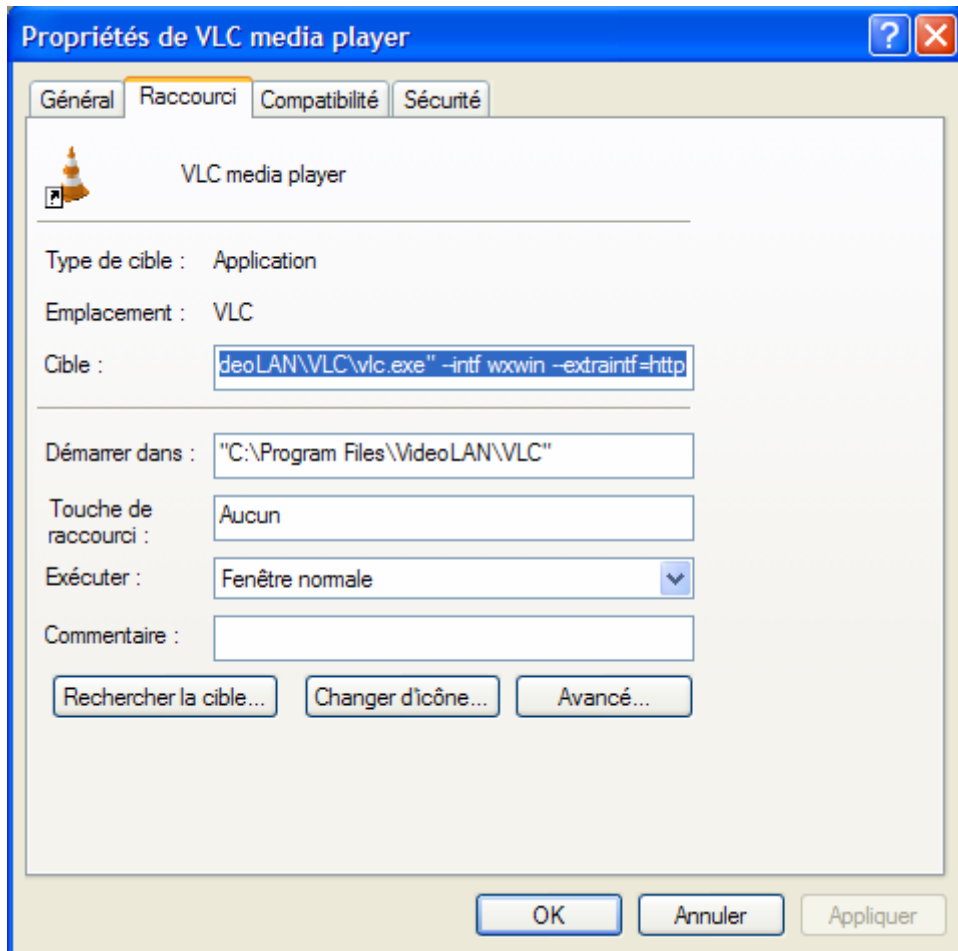 Propriétés de VLC media player
Général Raccourci Compatibilité Sécurité
VLC media player
Type de cible : Application
Emplacement : VLC
Cible : deoLAN\VLC\vlc.exe" --intf wxwin --extraintf=http
Démarrer dans : "C:\Program Files\VideoLAN\VLC"
Touche de
raccourci : Aucun
Exécuter : Fenêtre normale
Commentaire :
Rechercher la cible... Changer d'icône... Avancé...
OK Annuler Appliquer